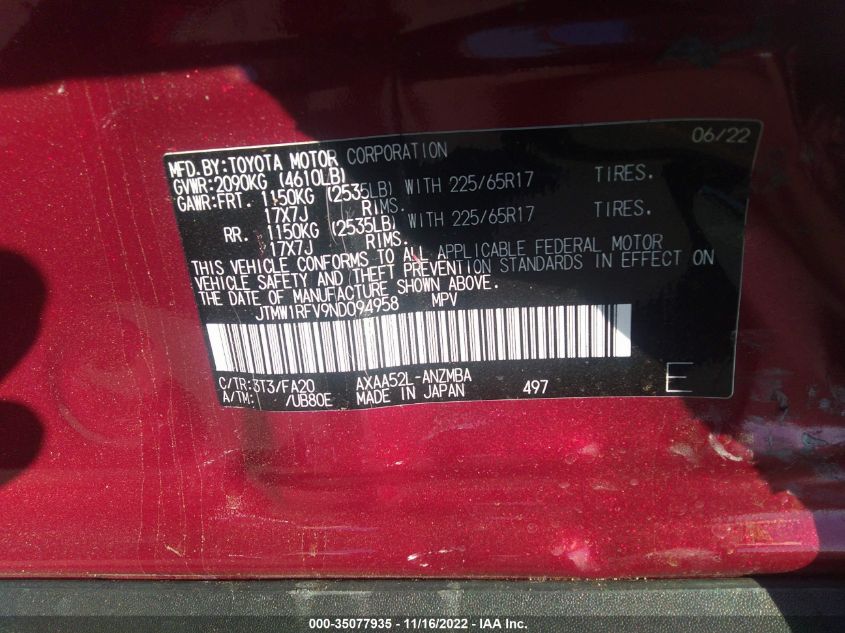 06/22
MFD.BY:TOYOTA MOTOR CORPORATION
GVWR:2090KG (4610LB)
GAWR:FRT. 1150KG (2535LB) WITH 225/65R17 TIRES.
17X7J RIMS.
RR. 1150KG (2535LB) WITH 225/65R17 TIRES.
17X7J RIMS.
THIS VEHICLE CONFORMS TO ALL APPLICABLE FEDERAL MOTOR
VEHICLE SAFETY AND THEFT PREVENTION STANDARDS IN EFFECT ON
THE DATE OF MANUFACTURE SHOWN ABOVE.
JTMW1RFV9ND094958 MPV
C/TR:3T3/FA20 AXAA52L-ANZMBA
A/TM: /UB80E MADE IN JAPAN 497 E
000-35077935 - 11/16/2022 - IAA Inc.